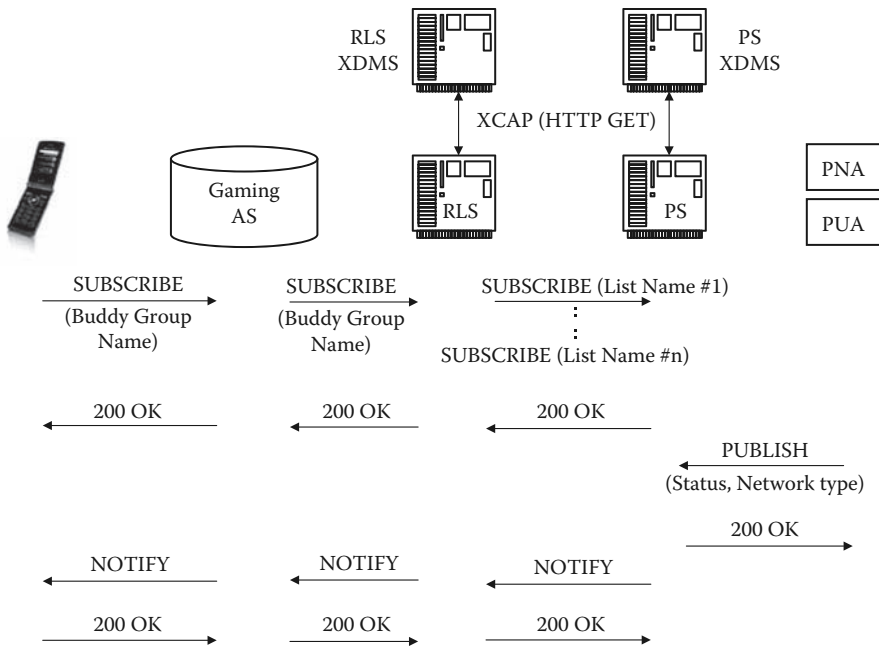 RLS
XDMS
PS
XDMS
XCAP (HTTP GET)
Gaming
AS
RLS
PS
PNA
PUA
SUBSCRIBE
(Buddy Group
Name)
SUBSCRIBE
(Buddy Group
Name)
SUBSCRIBE (List Name #1)
SUBSCRIBE (List Name #n)
200 OK
200 OK
200 OK
PUBLISH
(Status, Network type)
200 OK
NOTIFY
NOTIFY
NOTIFY
200 OK
200 OK
200 OK